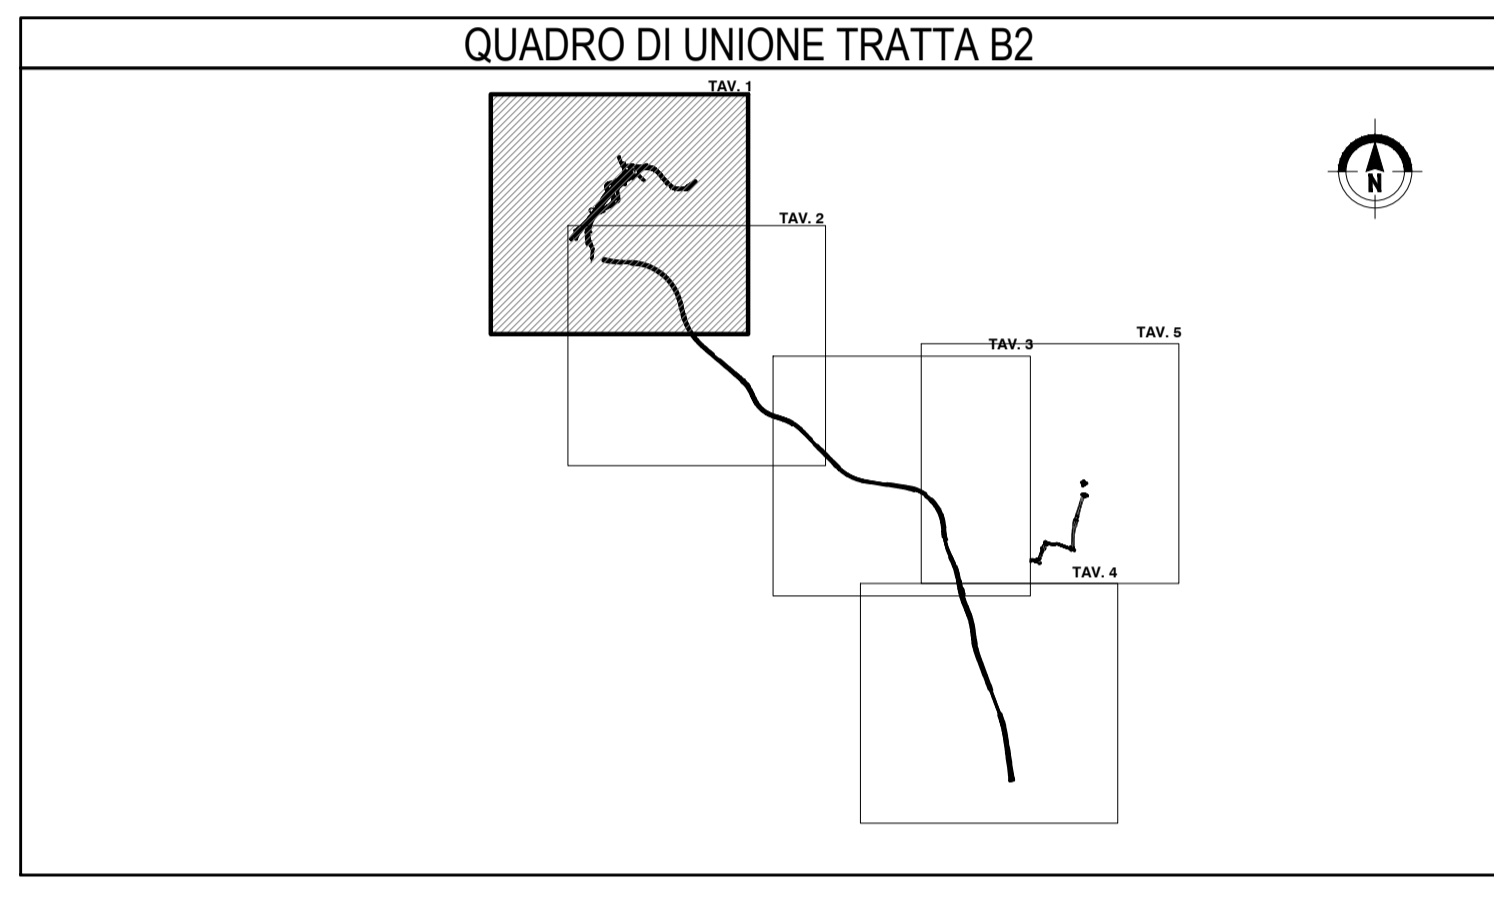 QUADRO DI UNIONE TRATTA B2
TAV. 1
N
TAV. 2
TAV. 5
TAV. 3
TAV. 4